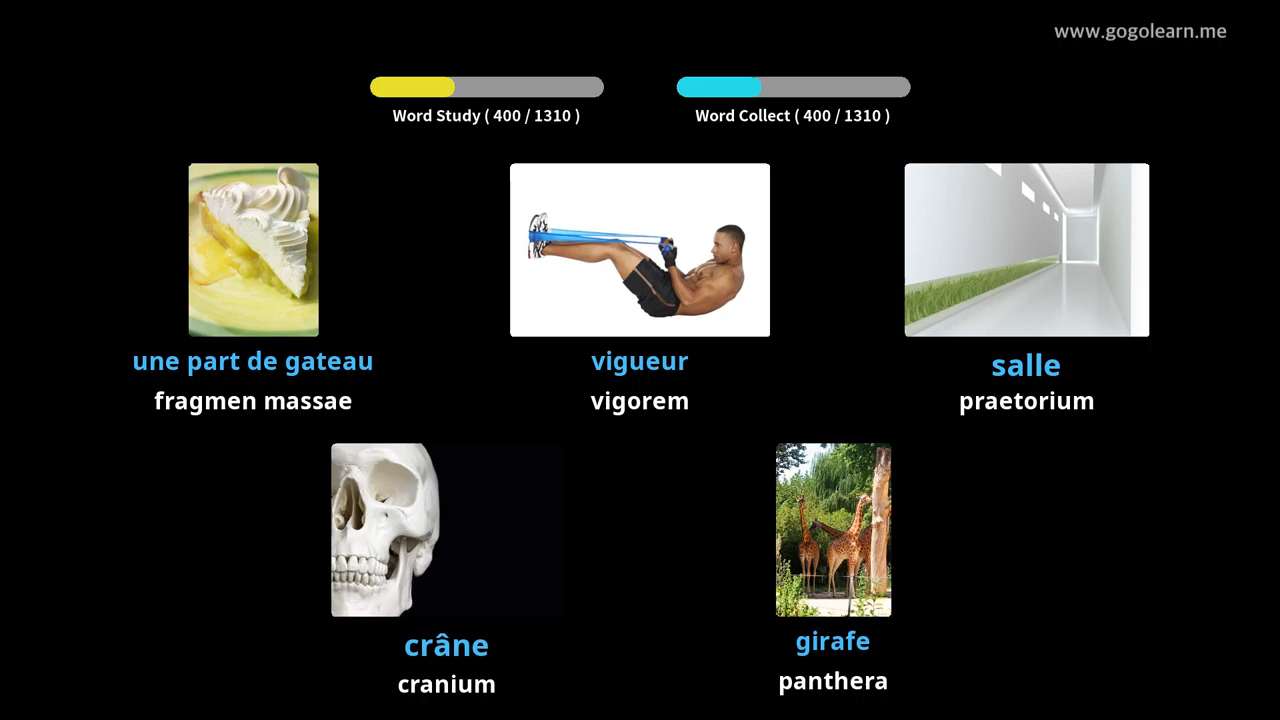 www.gogolearn.me
Word Study ( 400 / 1310 )
Word Collect ( 400 / 1310 )
une part de gateau
fragmen massae
vigueur
vigorem
salle
praetorium
crâne
cranium
girafe
panthera